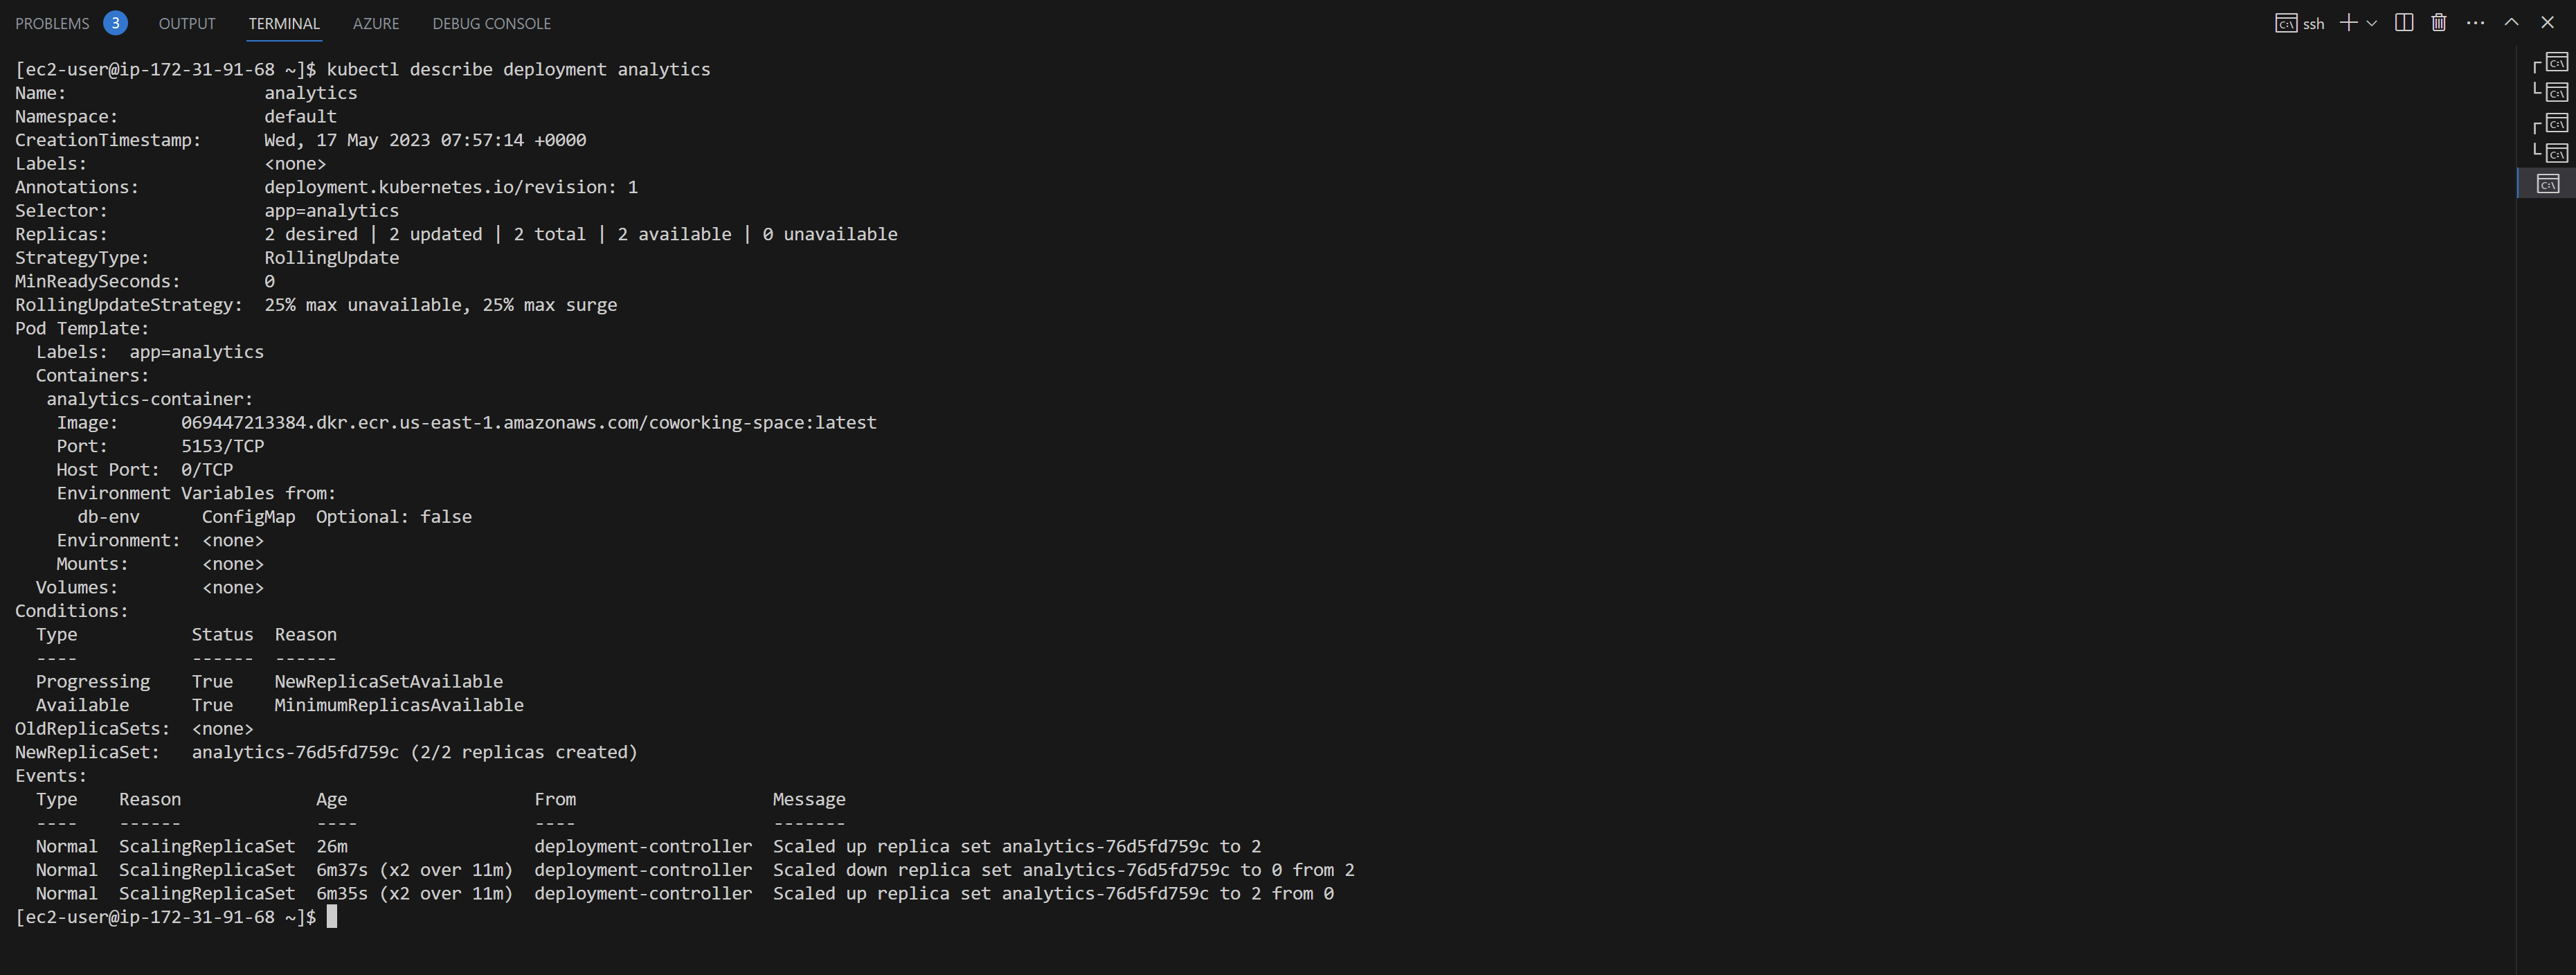 PROBLEMS 3 OUTPUT TERMINAL AZURE DEBUG CONSOLE ssh
[ec2-user@ip-172-31-91-68 ~]$ kubectl describe deployment analytics
Name:                   analytics
Namespace:              default
CreationTimestamp:      Wed, 17 May 2023 07:57:14 +0000
Labels:                 <none>
Annotations:            deployment.kubernetes.io/revision: 1
Selector:               app=analytics
Replicas:               2 desired | 2 updated | 2 total | 2 available | 0 unavailable
StrategyType:           RollingUpdate
MinReadySeconds:        0
RollingUpdateStrategy:  25% max unavailable, 25% max surge
Pod Template:
  Labels:  app=analytics
  Containers:
   analytics-container:
    Image:      069447213384.dkr.ecr.us-east-1.amazonaws.com/coworking-space:latest
    Port:       5153/TCP
    Host Port:  0/TCP
    Environment Variables from:
      db-env      ConfigMap  Optional: false
    Environment:  <none>
    Mounts:       <none>
  Volumes:        <none>
Conditions:
  Type           Status  Reason
  ----           ------  ------
  Progressing    True    NewReplicaSetAvailable
  Available      True    MinimumReplicasAvailable
OldReplicaSets:  <none>
NewReplicaSet:   analytics-76d5fd759c (2/2 replicas created)
Events:
  Type    Reason             Age                  From                   Message
  ----    ------             ----                 ----                   -------
  Normal  ScalingReplicaSet  26m                  deployment-controller  Scaled up replica set analytics-76d5fd759c to 2
  Normal  ScalingReplicaSet  6m37s (x2 over 11m)  deployment-controller  Scaled down replica set analytics-76d5fd759c to 0 from 2
  Normal  ScalingReplicaSet  6m35s (x2 over 11m)  deployment-controller  Scaled up replica set analytics-76d5fd759c to 2 from 0
[ec2-user@ip-172-31-91-68 ~]$